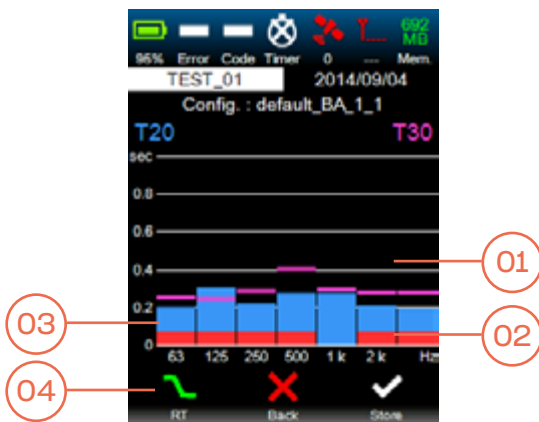 692
MB
96% Error Code Timer 0 --- Mem.
TEST_01 2014/09/04
Config. : default_BA_1_1
T20 T30
sec
0.8
0.6
0.4
0.2
0
63 125 250 500 1 k 2 k Hz
RT Back Store
01
02
03
04